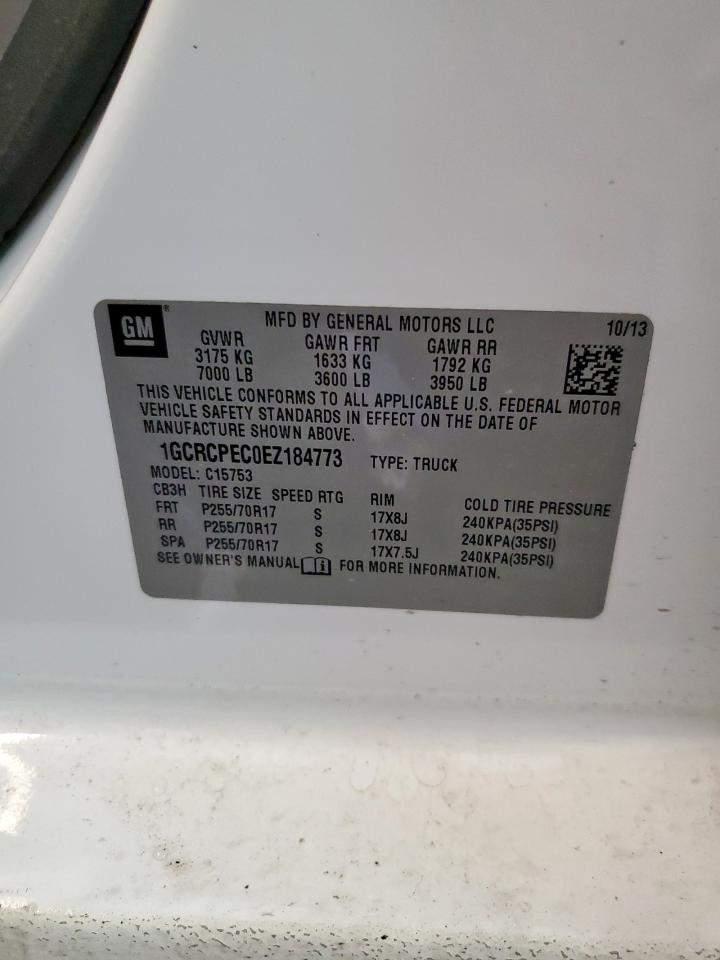 GM® MFD BY GENERAL MOTORS LLC 10/13
GVWR GAWR FRT GAWR RR
3175 KG 1633 KG 1792 KG
7000 LB 3600 LB 3950 LB
THIS VEHICLE CONFORMS TO ALL APPLICABLE U.S. FEDERAL MOTOR
VEHICLE SAFETY STANDARDS IN EFFECT ON THE DATE OF
MANUFACTURE SHOWN ABOVE.
1GCRCPEC0EZ184773 TYPE: TRUCK
MODEL: C15753
CB3H TIRE SIZE SPEED RTG RIM COLD TIRE PRESSURE
FRT P255/70R17 S 17X8J 240KPA(35PSI)
RR P255/70R17 S 17X8J 240KPA(35PSI)
SPA P255/70R17 S 17X7.5J 240KPA(35PSI)
SEE OWNER'S MANUAL FOR MORE INFORMATION.